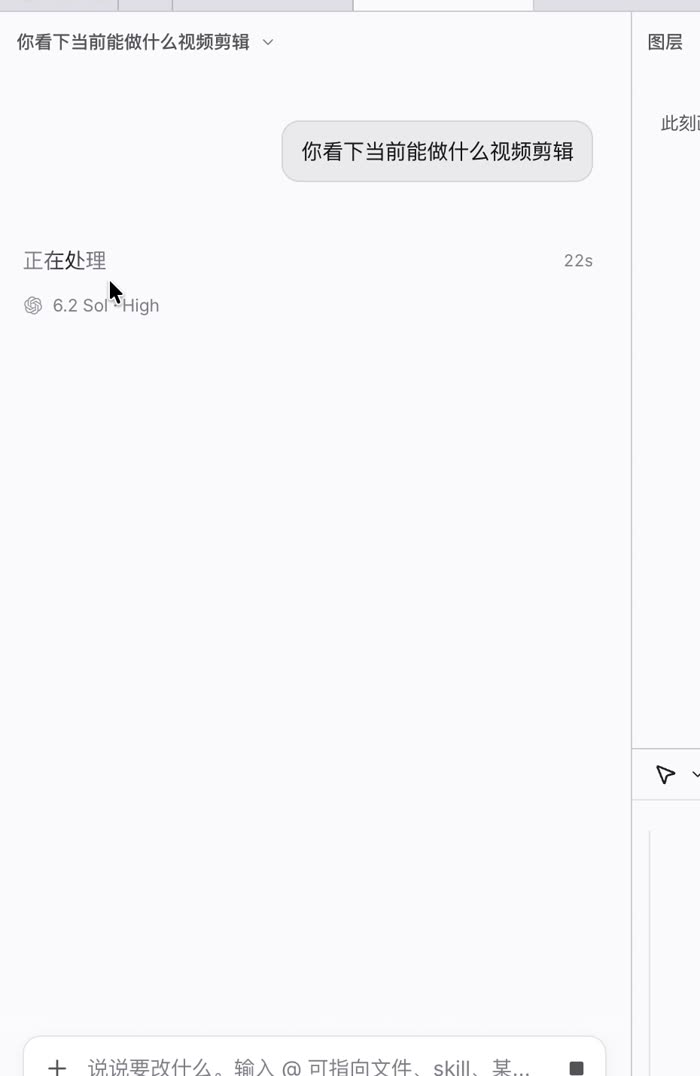 你看下当前能做什么视频剪辑
图层
此刻
你看下当前能做什么视频剪辑
正在处理
22s
6.2 Sol · High
说说要改什么。输入 @ 可指向文件、skill、某...